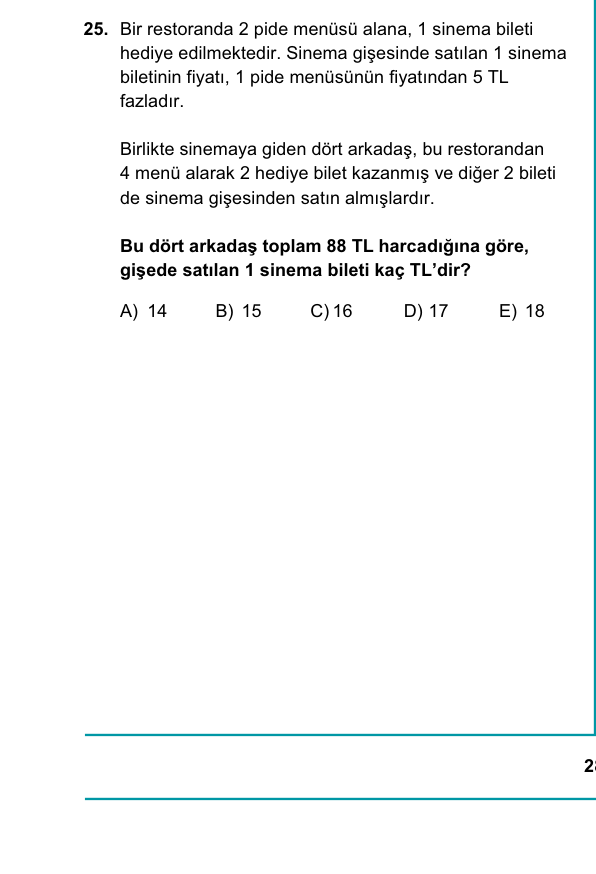 25. Bir restoranda 2 pide menüsü alana, 1 sinema bileti
hediye edilmektedir. Sinema gişesinde satılan 1 sinema
biletinin fiyatı, 1 pide menüsünün fiyatından 5 TL
fazladır.
Birlikte sinemaya giden dört arkadaş, bu restorandan
4 menü alarak 2 hediye bilet kazanmış ve diğer 2 bileti
de sinema gişesinden satın almışlardır.
Bu dört arkadaş toplam 88 TL harcadığına göre,
gişede satılan 1 sinema bileti kaç TL’dir?
A) 14 B) 15 C) 16 D) 17 E) 18